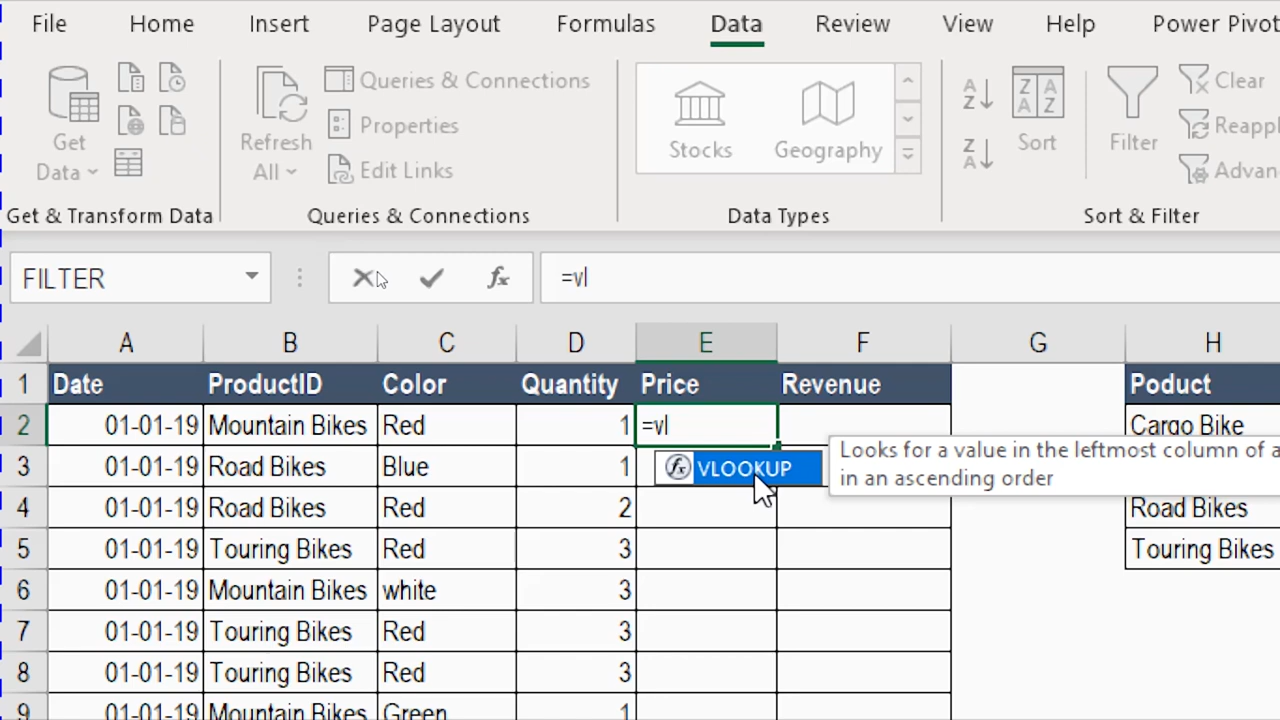 File Home Insert Page Layout Formulas Data Review View Help Power Pivot
Get Data
Refresh All
Queries & Connections
Properties
Edit Links
Stocks
Geography
Sort
Filter
Clear
Get & Transform Data Queries & Connections Data Types Sort & Filter
FILTER fx =vl
A B C D E F G H
1 Date ProductID Color Quantity Price Revenue Poduct
2 01-01-19 Mountain Bikes Red 1 =vl Cargo Bike
3 01-01-19 Road Bikes Blue 1
VLOOKUP
Looks for a value in the leftmost column of a
in an ascending order
4 01-01-19 Road Bikes Red 2 Road Bikes
5 01-01-19 Touring Bikes Red 3 Touring Bikes
6 01-01-19 Mountain Bikes white 3
7 01-01-19 Touring Bikes Red 3
8 01-01-19 Touring Bikes Red 3
9 01-01-19 Mountain Bikes Green 1